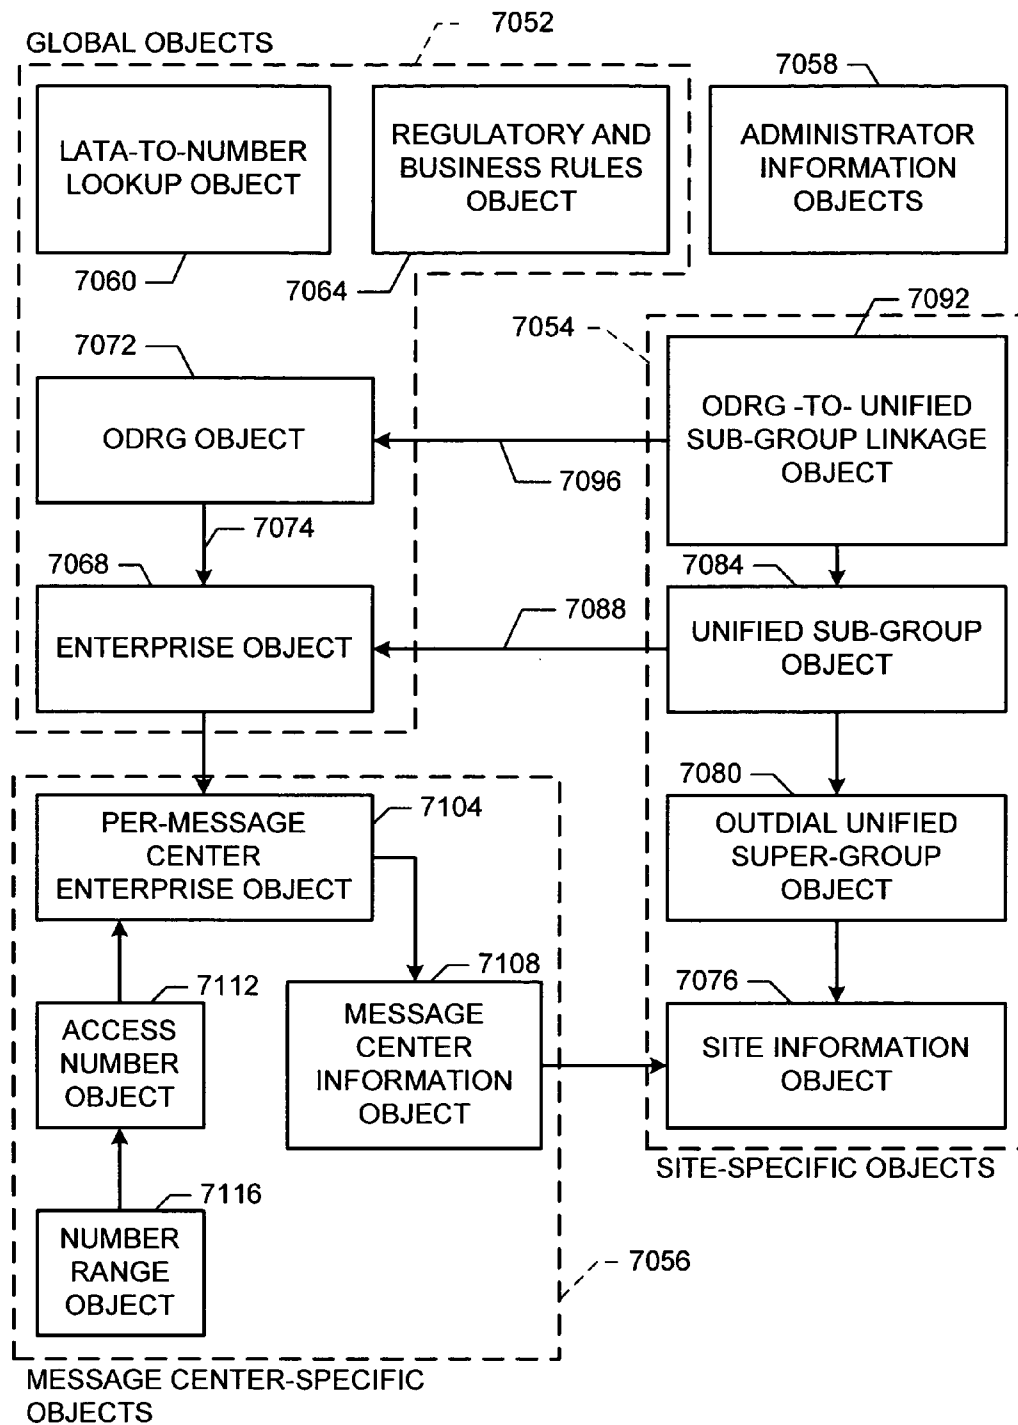 7052
GLOBAL OBJECTS
7058
LATA-TO-NUMBER
LOOKUP OBJECT
REGULATORY AND
BUSINESS RULES
OBJECT
ADMINISTRATOR
INFORMATION
OBJECTS
7060
7064
7092
7054
7072
ODRG OBJECT
ODRG -TO- UNIFIED
SUB-GROUP LINKAGE
OBJECT
7096
7074
7068
7084
7088
ENTERPRISE OBJECT
UNIFIED SUB-GROUP
OBJECT
7080
7104
PER-MESSAGE
CENTER
ENTERPRISE OBJECT
OUTDIAL UNIFIED
SUPER-GROUP
OBJECT
7108
7076
7112
ACCESS
NUMBER
OBJECT
MESSAGE
CENTER
INFORMATION
OBJECT
SITE INFORMATION
OBJECT
SITE-SPECIFIC OBJECTS
7116
NUMBER
RANGE
OBJECT
7056
MESSAGE CENTER-SPECIFIC
OBJECTS